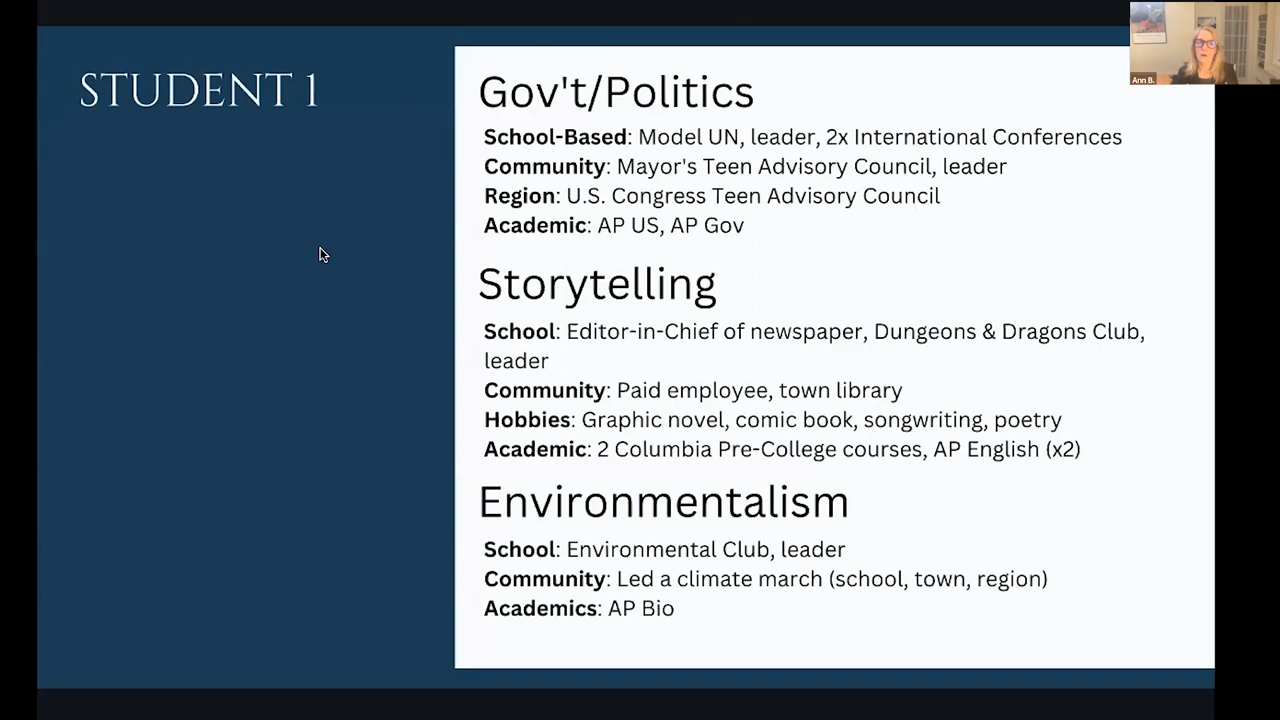 STUDENT 1
Gov't/Politics
School-Based: Model UN, leader, 2x International Conferences
Community: Mayor's Teen Advisory Council, leader
Region: U.S. Congress Teen Advisory Council
Academic: AP US, AP Gov
Storytelling
School: Editor-in-Chief of newspaper, Dungeons & Dragons Club,
leader
Community: Paid employee, town library
Hobbies: Graphic novel, comic book, songwriting, poetry
Academic: 2 Columbia Pre-College courses, AP English (x2)
Environmentalism
School: Environmental Club, leader
Community: Led a climate march (school, town, region)
Academics: AP Bio
Ann B.